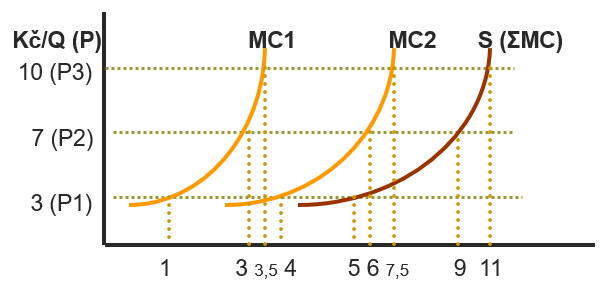 Kč/Q (P) MC1 MC2 S (ΣMC)
10 (P3)
7 (P2)
3 (P1)
1 3 3,5 4 5 6 7,5 9 11